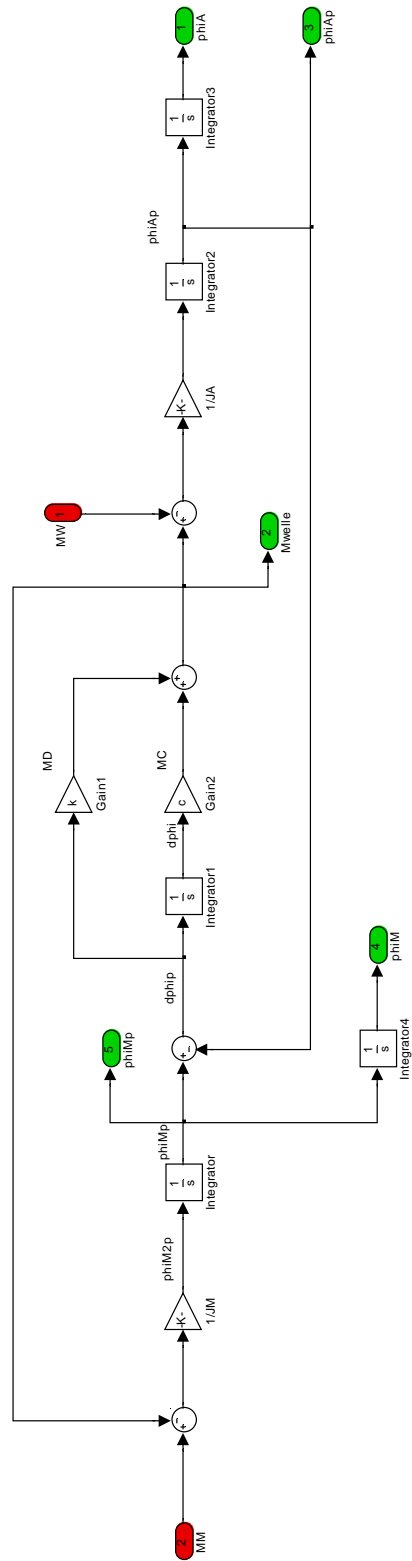 2
MM
+
-
-K-
1/JM
phiM2p
1
s
Integrator
phiMp
5
phiMp
+
-
1
s
Integrator4
4
phiM
dphip
1
s
Integrator1
dphi
k
Gain1
MD
c
Gain2
MC
+
+
2
Mwelle
1
MW
+
-
-K-
1/JA
1
s
Integrator2
phiAp
1
s
Integrator3
1
phiA
3
phiAp